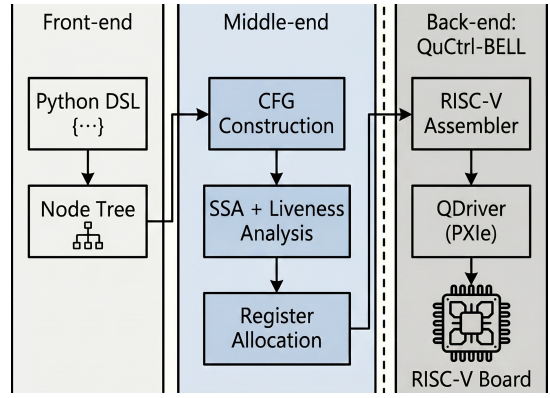 Front-end
Python DSL
{···}
Node Tree
Middle-end
CFG
Construction
SSA + Liveness
Analysis
Register
Allocation
Back-end:
QuCtrl-BELL
RISC-V
Assembler
QDriver
(PXIe)
RISC-V Board